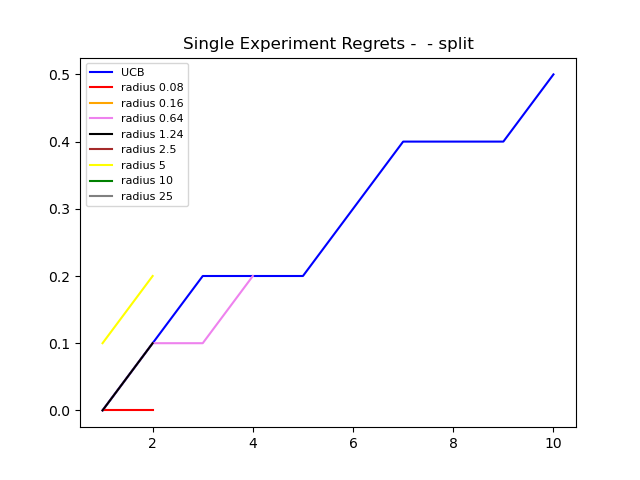 Single Experiment Regrets -  - split
UCB
radius 0.08
radius 0.16
radius 0.64
radius 1.24
radius 2.5
radius 5
radius 10
radius 25
0.5
0.4
0.3
0.2
0.1
0.0
2 4 6 8 10